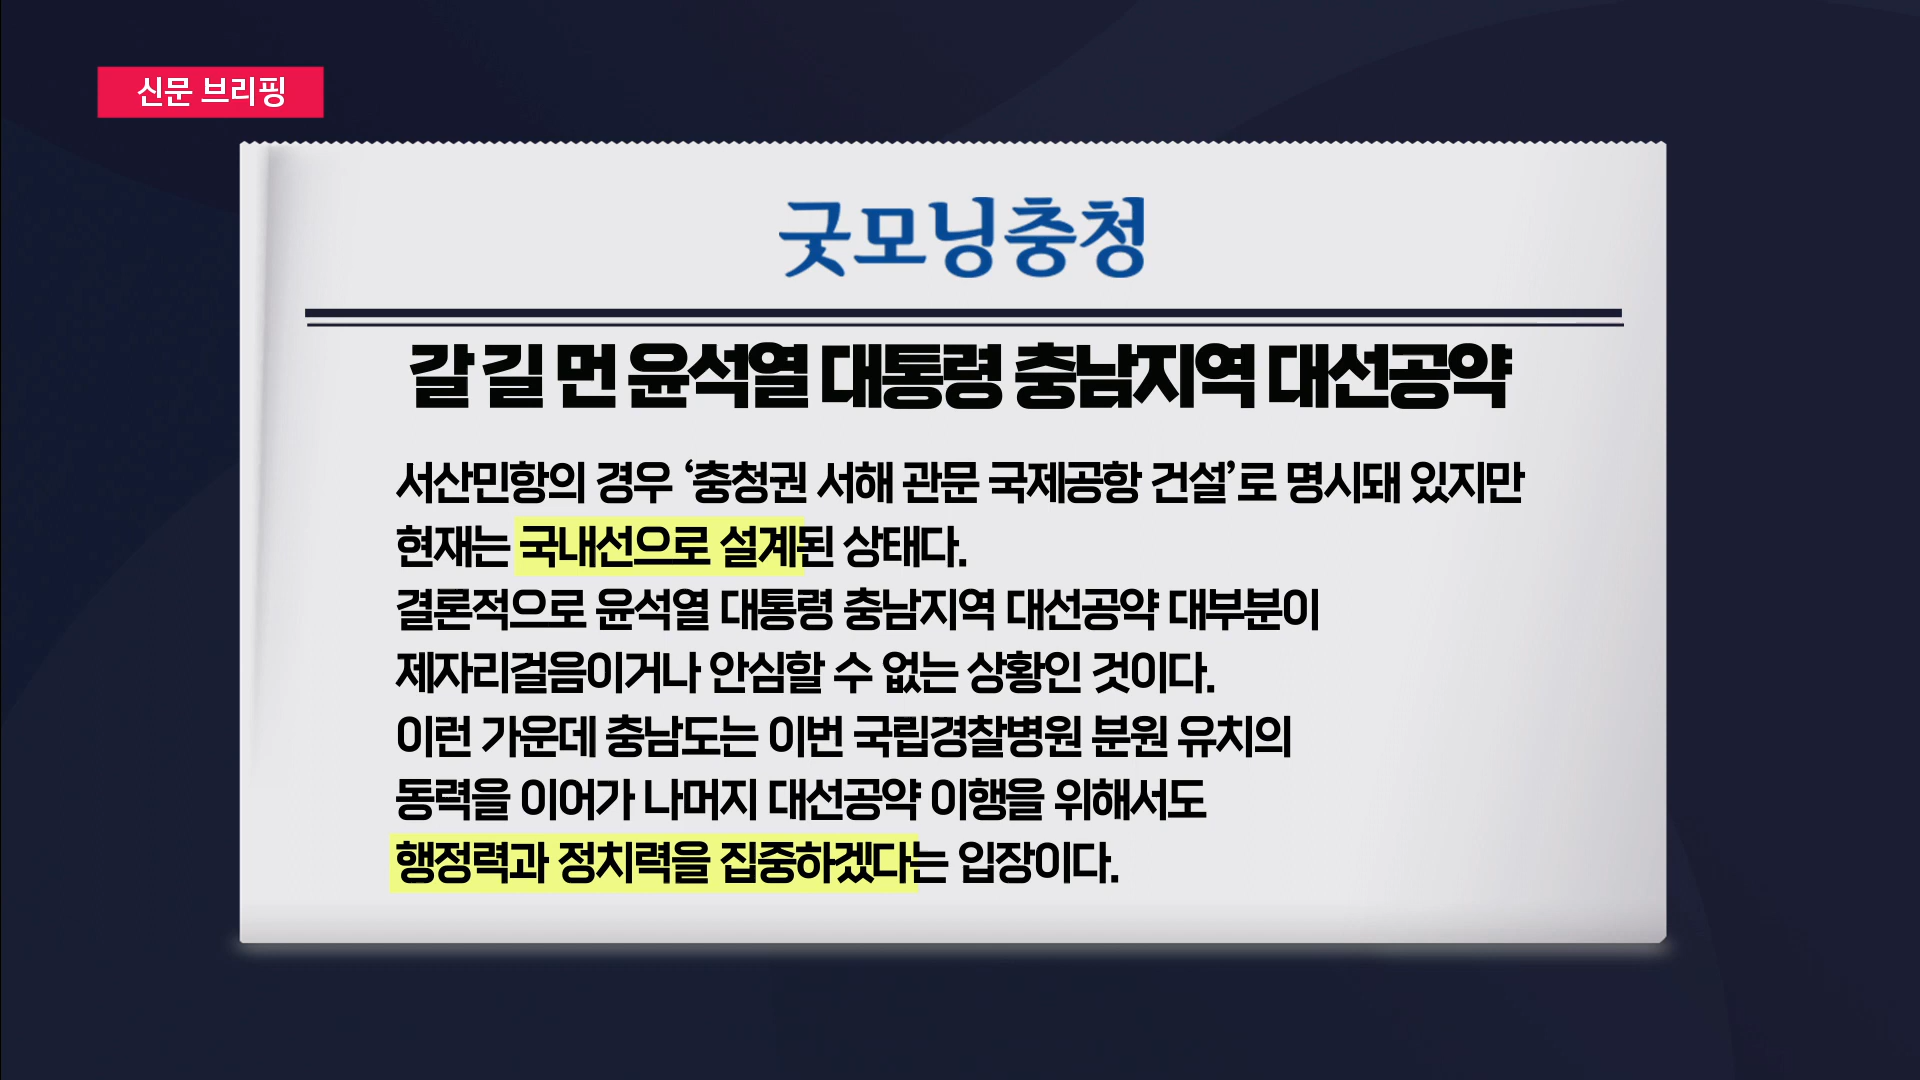 신문 브리핑
굿모닝충청
갈 길 먼 윤석열 대통령 충남지역 대선공약
서산민항의 경우 ‘충청권 서해 관문 국제공항 건설’로 명시돼 있지만
현재는 국내선으로 설계된 상태다.
결론적으로 윤석열 대통령 충남지역 대선공약 대부분이
제자리걸음이거나 안심할 수 없는 상황인 것이다.
이런 가운데 충남도는 이번 국립경찰병원 분원 유치의
동력을 이어가 나머지 대선공약 이행을 위해서도
행정력과 정치력을 집중하겠다는 입장이다.